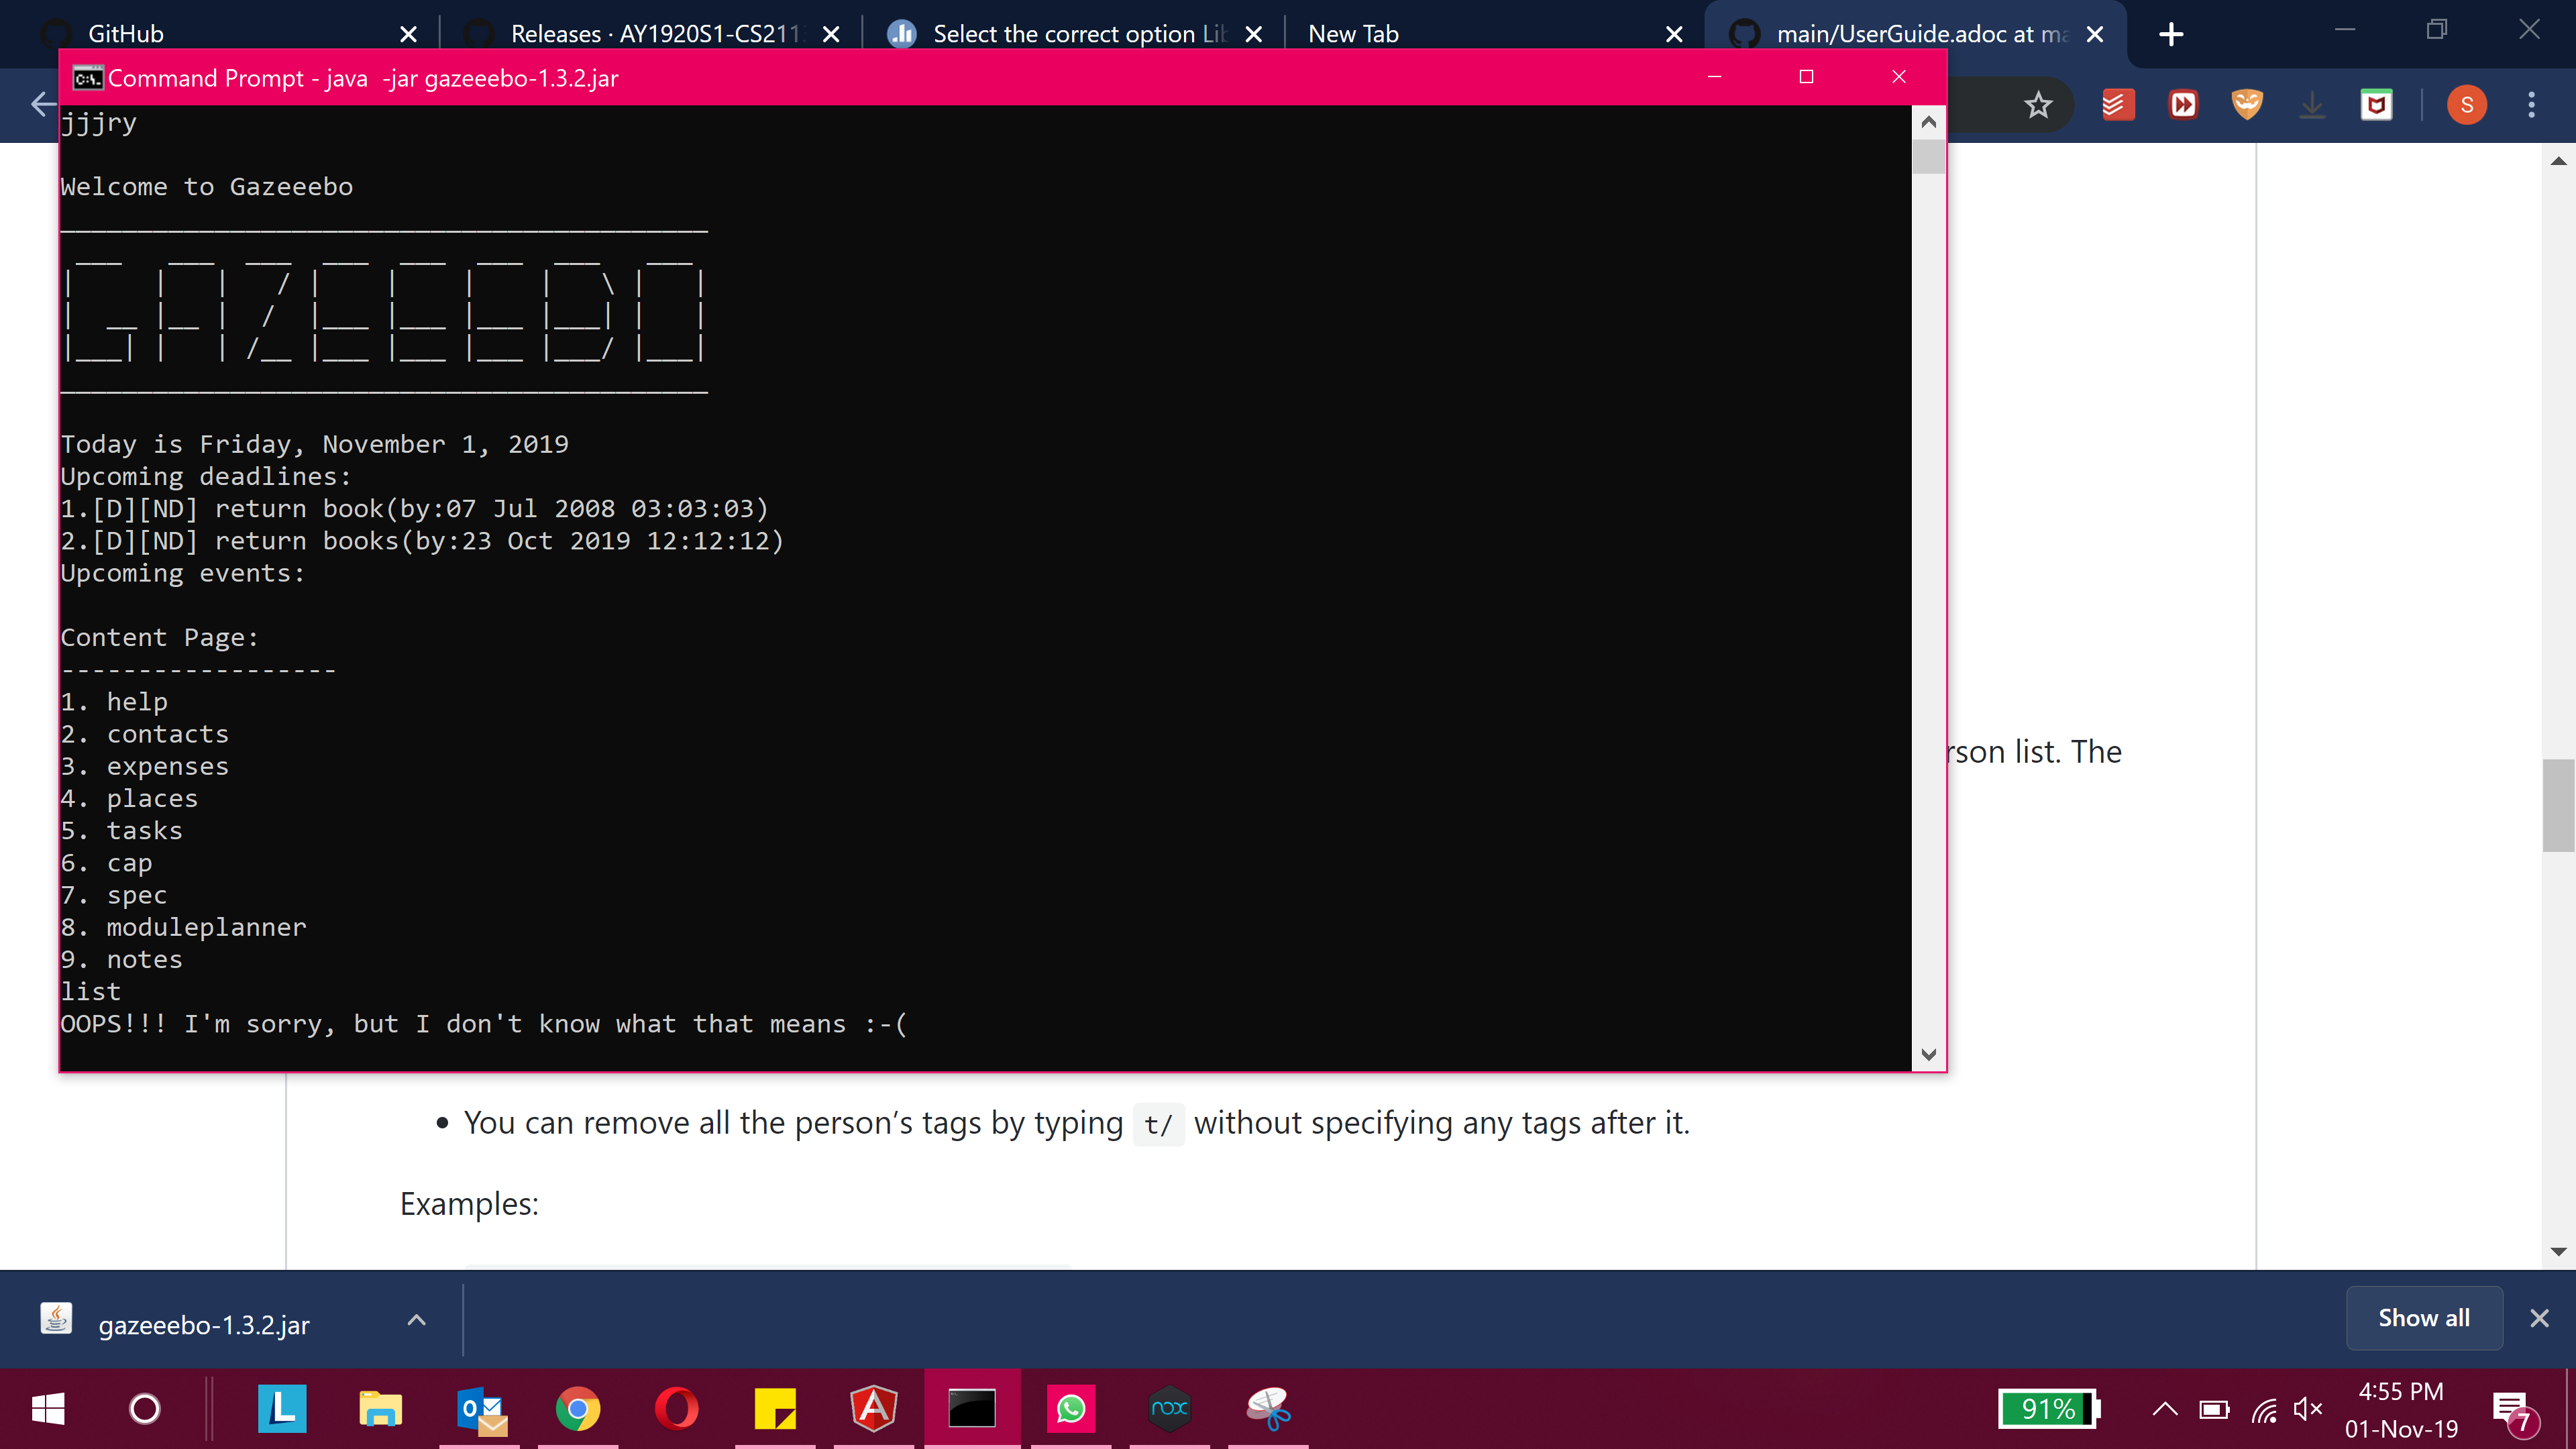 GitHub
Releases · AY1920S1-CS211
Select the correct option Lib
New Tab
main/UserGuide.adoc at ma
Command Prompt - java  -jar gazeeebo-1.3.2.jar
S
jjjry
Welcome to Gazeeebo
Today is Friday, November 1, 2019
Upcoming deadlines:
1.[D][ND] return book(by:07 Jul 2008 03:03:03)
2.[D][ND] return books(by:23 Oct 2019 12:12:12)
Upcoming events:
Content Page:
------------------
1. help
2. contacts
3. expenses
4. places
5. tasks
6. cap
7. spec
8. moduleplanner
9. notes
list
OOPS!!! I'm sorry, but I don't know what that means :-(
rson list. The
• You can remove all the person’s tags by typing t/ without specifying any tags after it.
Examples:
gazeeebo-1.3.2.jar
Show all
91%
4:55 PM
01-Nov-19
7